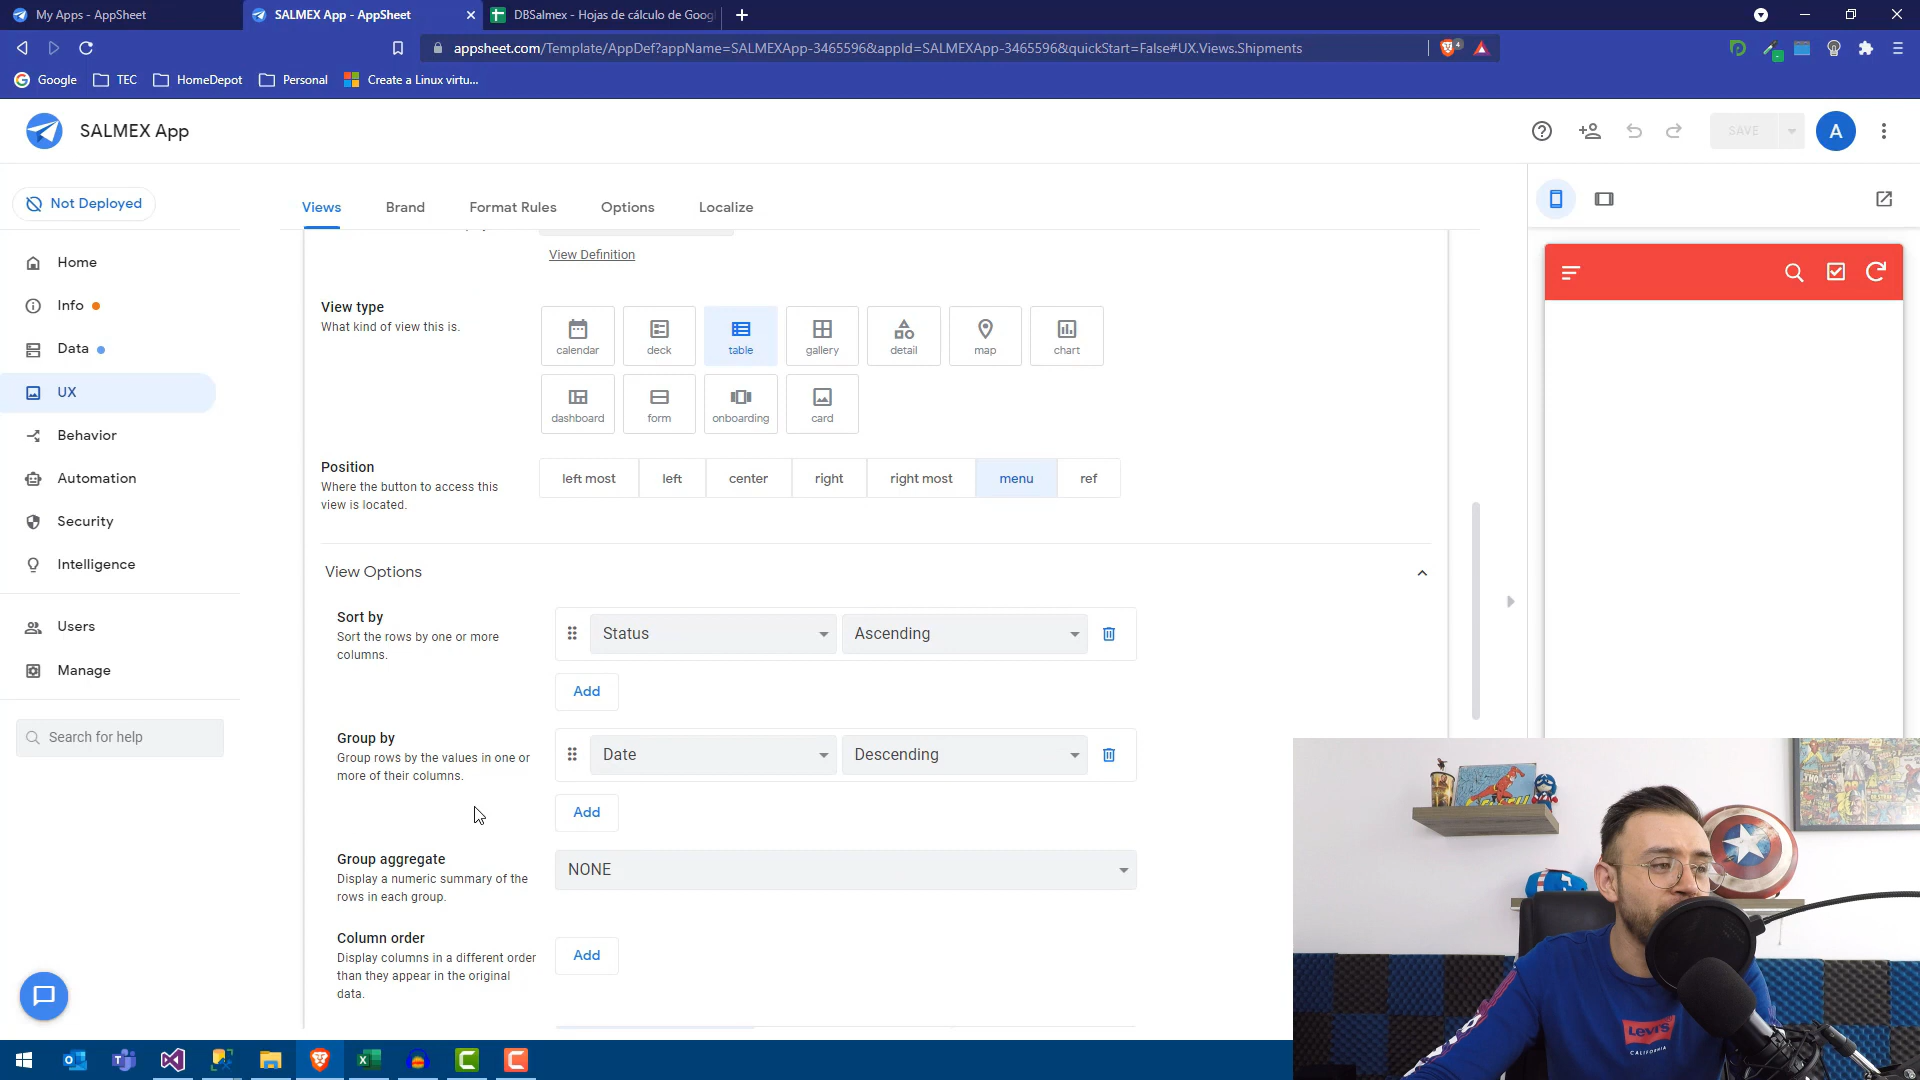 My Apps - AppSheet
SALMEX App - AppSheet
DBSalmex - Hojas de cálculo de Goog
appsheet.com/Template/AppDef?appName=SALMEXApp-3465596&appId=SALMEXApp-3465596&quickStart=False#UX.Views.Shipments
4
Google
TEC
HomeDepot
Personal
Create a Linux virtu...
SALMEX App
SAVE
A
Not Deployed
Views
Brand
Format Rules
Options
Localize
Home
Info
Data
UX
Behavior
Automation
Security
Intelligence
Users
Manage
Search for help
View Definition
View type
What kind of view this is.
calendar
deck
table
gallery
detail
map
chart
dashboard
form
onboarding
card
Position
Where the button to access this
view is located.
left most
left
center
right
right most
menu
ref
View Options
Sort by
Sort the rows by one or more
columns.
Status
Ascending
Add
Group by
Group rows by the values in one or
more of their columns.
Date
Descending
Add
Group aggregate
Display a numeric summary of the
rows in each group.
NONE
Column order
Display columns in a different order
than they appear in the original
data.
Add
Levi's
CALIFORNIA